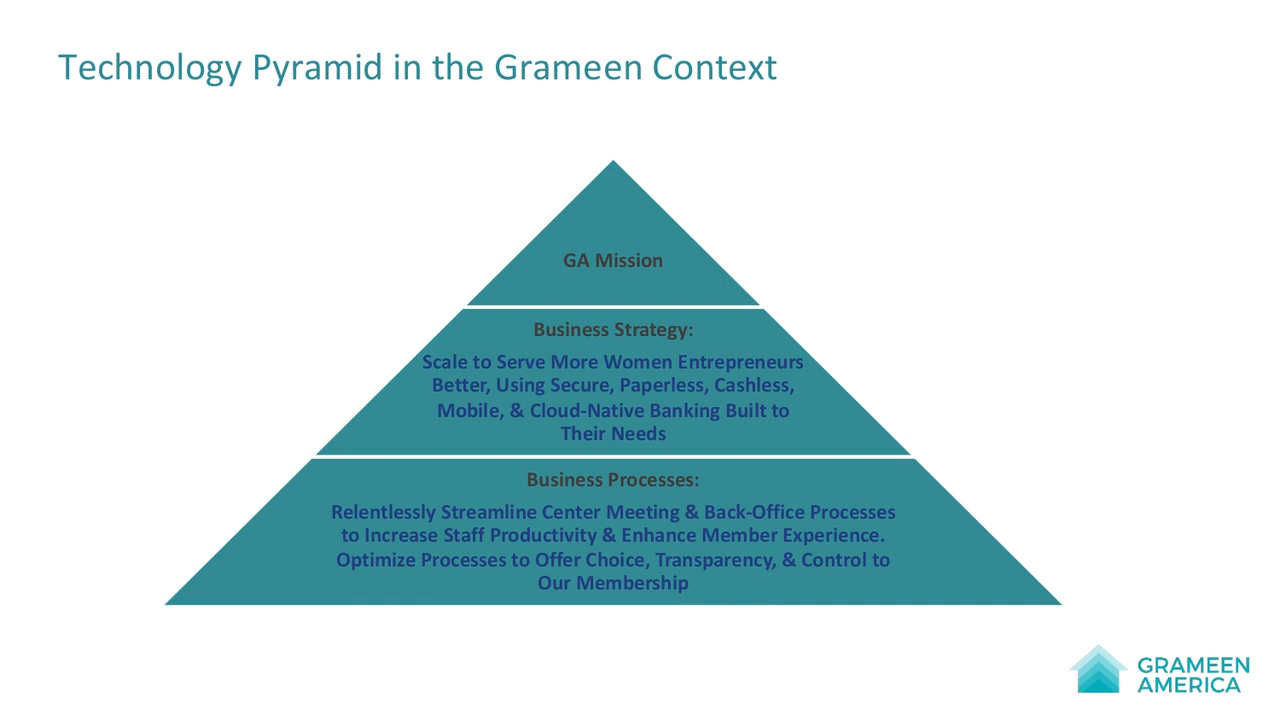 Technology Pyramid in the Grameen Context
GA Mission
Business Strategy:
Scale to Serve More Women Entrepreneurs
Better, Using Secure, Paperless, Cashless,
Mobile, & Cloud-Native Banking Built to
Their Needs
Business Processes:
Relentlessly Streamline Center Meeting & Back-Office Processes
to Increase Staff Productivity & Enhance Member Experience.
Optimize Processes to Offer Choice, Transparency, & Control to
Our Membership
GRAMEEN
AMERICA